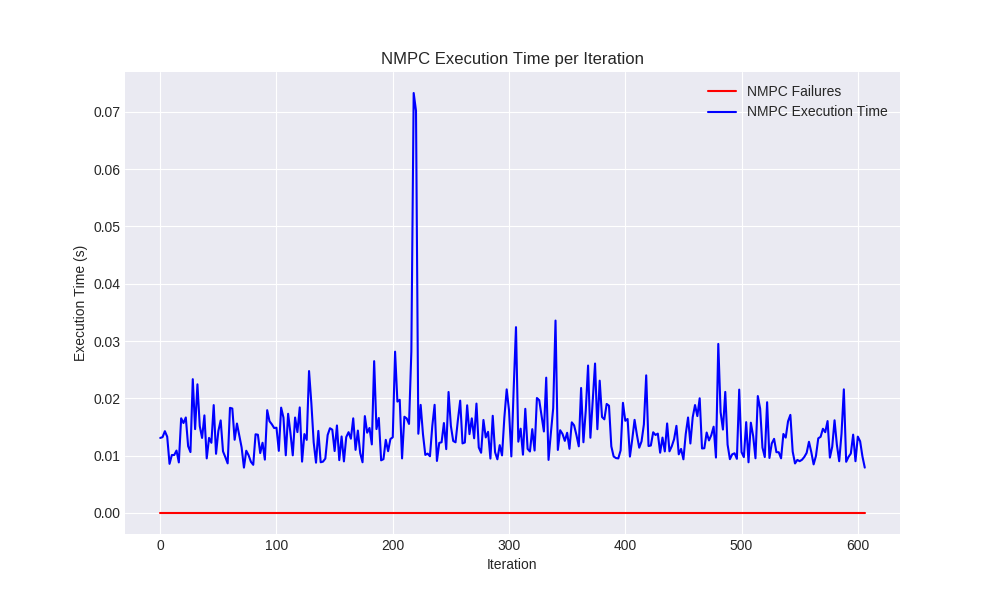 NMPC Execution Time per Iteration
NMPC Failures
NMPC Execution Time
Execution Time (s)
0.07
0.06
0.05
0.04
0.03
0.02
0.01
0.00
0 100 200 300 400 500 600
Iteration